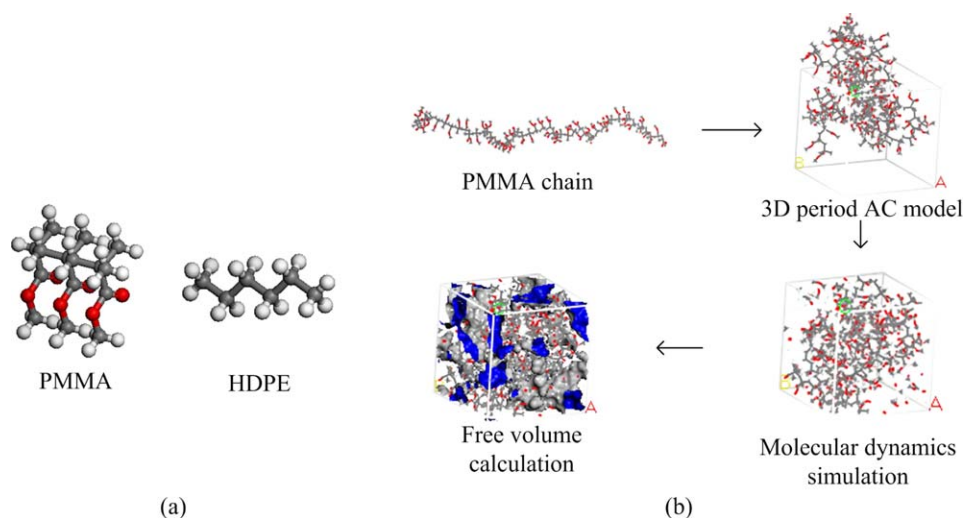 PMMA chain
B
A
3D period AC model
PMMA
HDPE
A
Free volume
calculation
B
A
Molecular dynamics
simulation
(a)
(b)